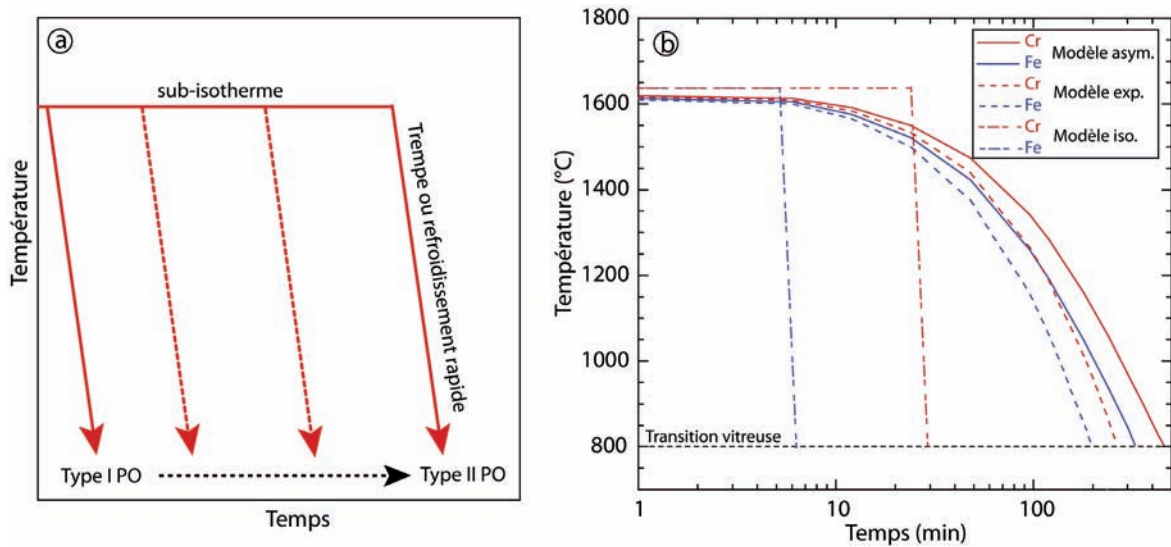 a
sub-isotherme
Trempe ou refroidissement rapide
Température
Type I PO
Type II PO
Temps
b
1800
1600
1400
1200
1000
800
600
Température (°C)
Cr
Fe
Modèle asym.
Cr
Fe
Modèle exp.
Cr
Fe
Modèle iso.
Transition vitreuse
1
10
100
Temps (min)